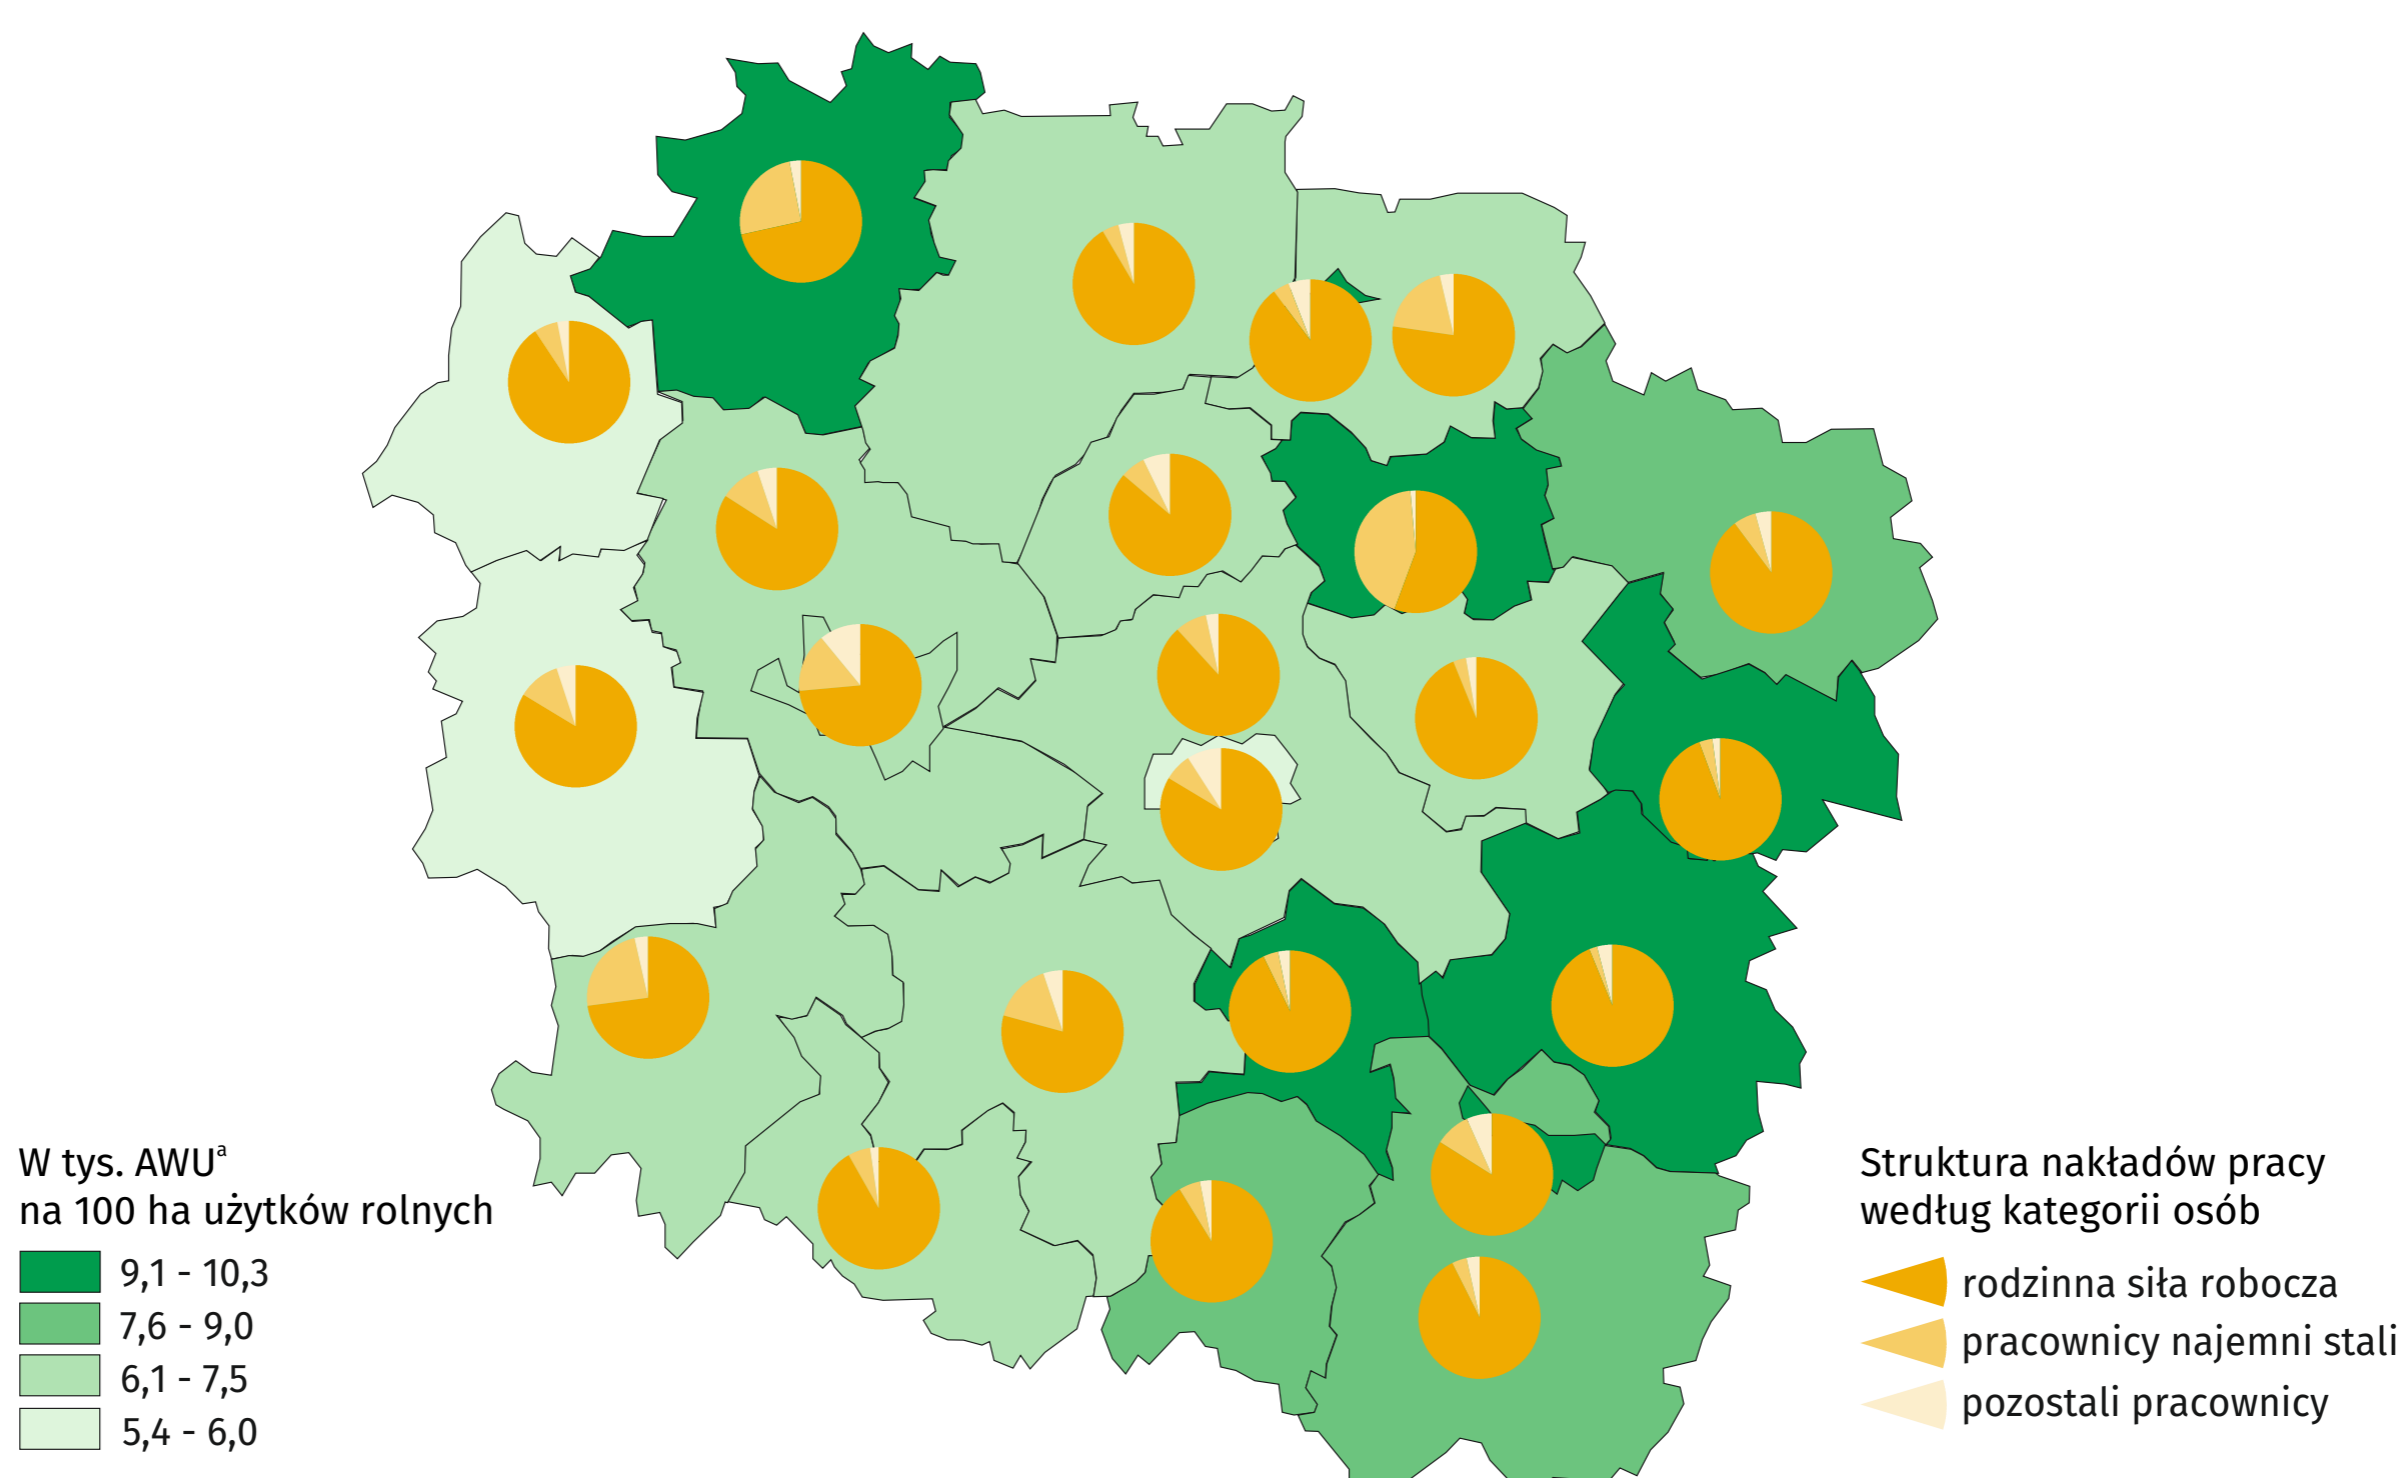 W tys. AWUª
na 100 ha użytków rolnych
9,1 - 10,3
7,6 - 9,0
6,1 - 7,5
5,4 - 6,0
Struktura nakładów pracy
według kategorii osób
rodzinna siła robocza
pracownicy najemni stali
pozostali pracownicy